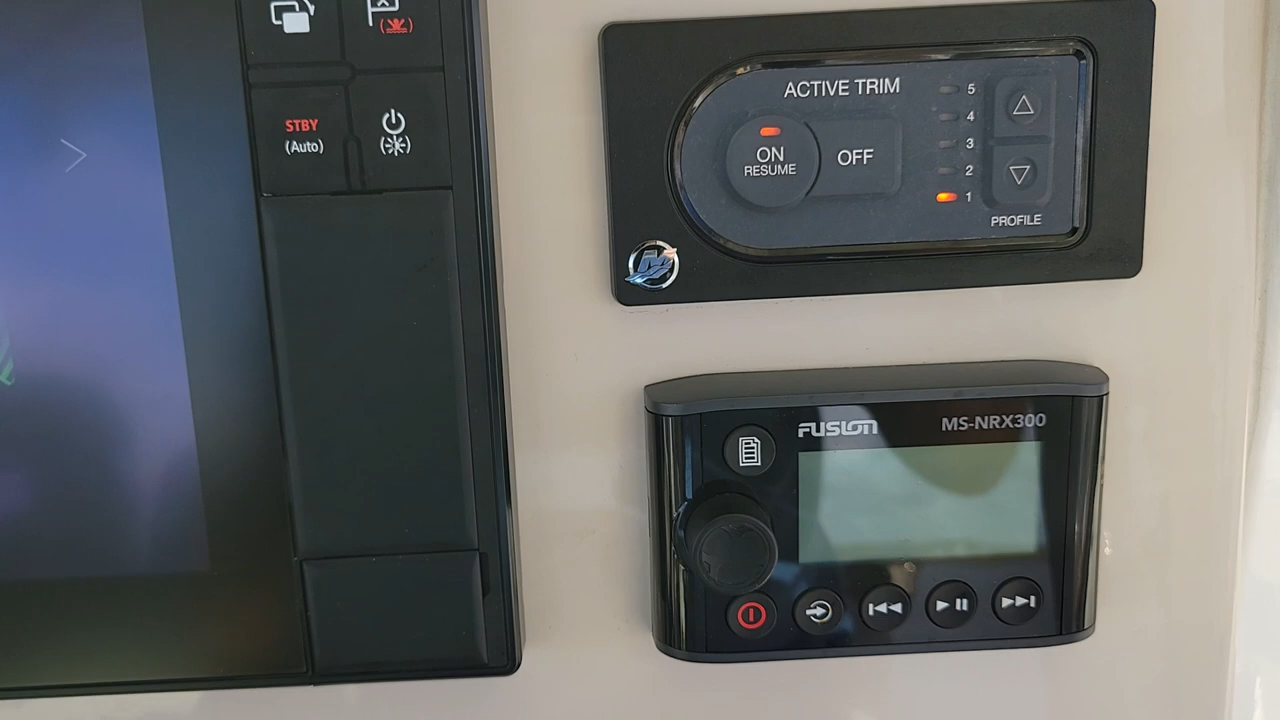 STBY
(Auto)
ACTIVE TRIM
ON
RESUME
OFF
5
4
3
2
1
PROFILE
FUSION
MS-NRX300